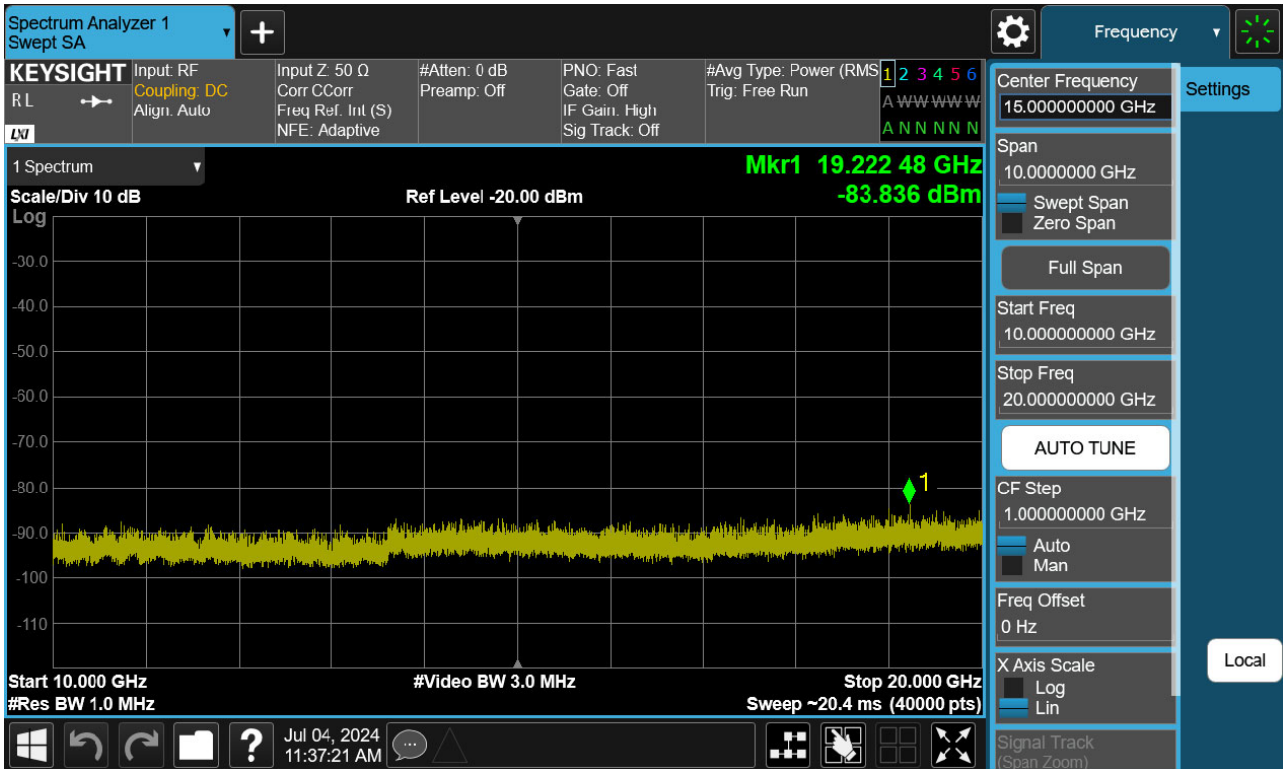 Spectrum Analyzer 1
Swept SA
+
Frequency
KEYSIGHT
R L
LXI
Input: RF
Coupling: DC
Align: Auto
Input Z: 50 Ω
Corr CCorr
Freq Ref: Int (S)
NFE: Adaptive
#Atten: 0 dB
Preamp: Off
PNO: Fast
Gate: Off
IF Gain: High
Sig Track: Off
#Avg Type: Power (RMS
Trig: Free Run
1 2 3 4 5 6
A W W W W W
A N N N N N
1 Spectrum
Mkr1 19.222 48 GHz
Scale/Div 10 dB
Ref Level -20.00 dBm
-83.836 dBm
Log
-30.0
-40.0
-50.0
-60.0
-70.0
-80.0
1
-90.0
-100
-110
Start 10.000 GHz
#Video BW 3.0 MHz
Stop 20.000 GHz
#Res BW 1.0 MHz
Sweep ~20.4 ms (40000 pts)
Center Frequency
15.000000000 GHz
Settings
Span
10.0000000 GHz
Swept Span
Zero Span
Full Span
Start Freq
10.000000000 GHz
Stop Freq
20.000000000 GHz
AUTO TUNE
CF Step
1.000000000 GHz
Auto
Man
Freq Offset
0 Hz
X Axis Scale
Log
Lin
Local
Signal Track
(Span Zoom)
?
Jul 04, 2024
11:37:21 AM